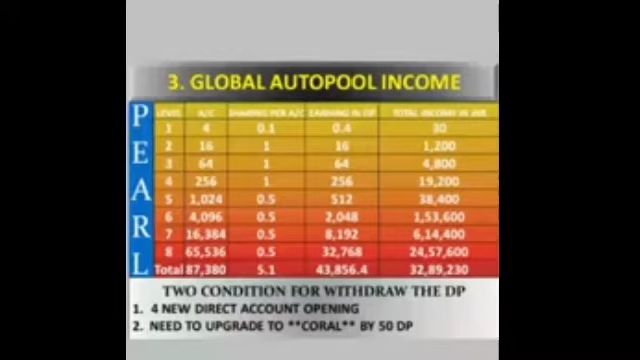 3. GLOBAL AUTOPOOL INCOME
PEARL
LEVEL A/C SHARING PER A/C EARNING IN DP TOTAL INCOME IN INR
1 4 0.1 0.4 30
2 16 1 16 1,200
3 64 1 64 4,800
4 256 1 256 19,200
5 1,024 0.5 512 38,400
6 4,096 0.5 2,048 1,53,600
7 16,384 0.5 8,192 6,14,400
8 65,536 0.5 32,768 24,57,600
Total 87,380 5.1 43,856.4 32,89,230
TWO CONDITION FOR WITHDRAW THE DP
1. 4 NEW DIRECT ACCOUNT OPENING
2. NEED TO UPGRADE TO **CORAL** BY 50 DP